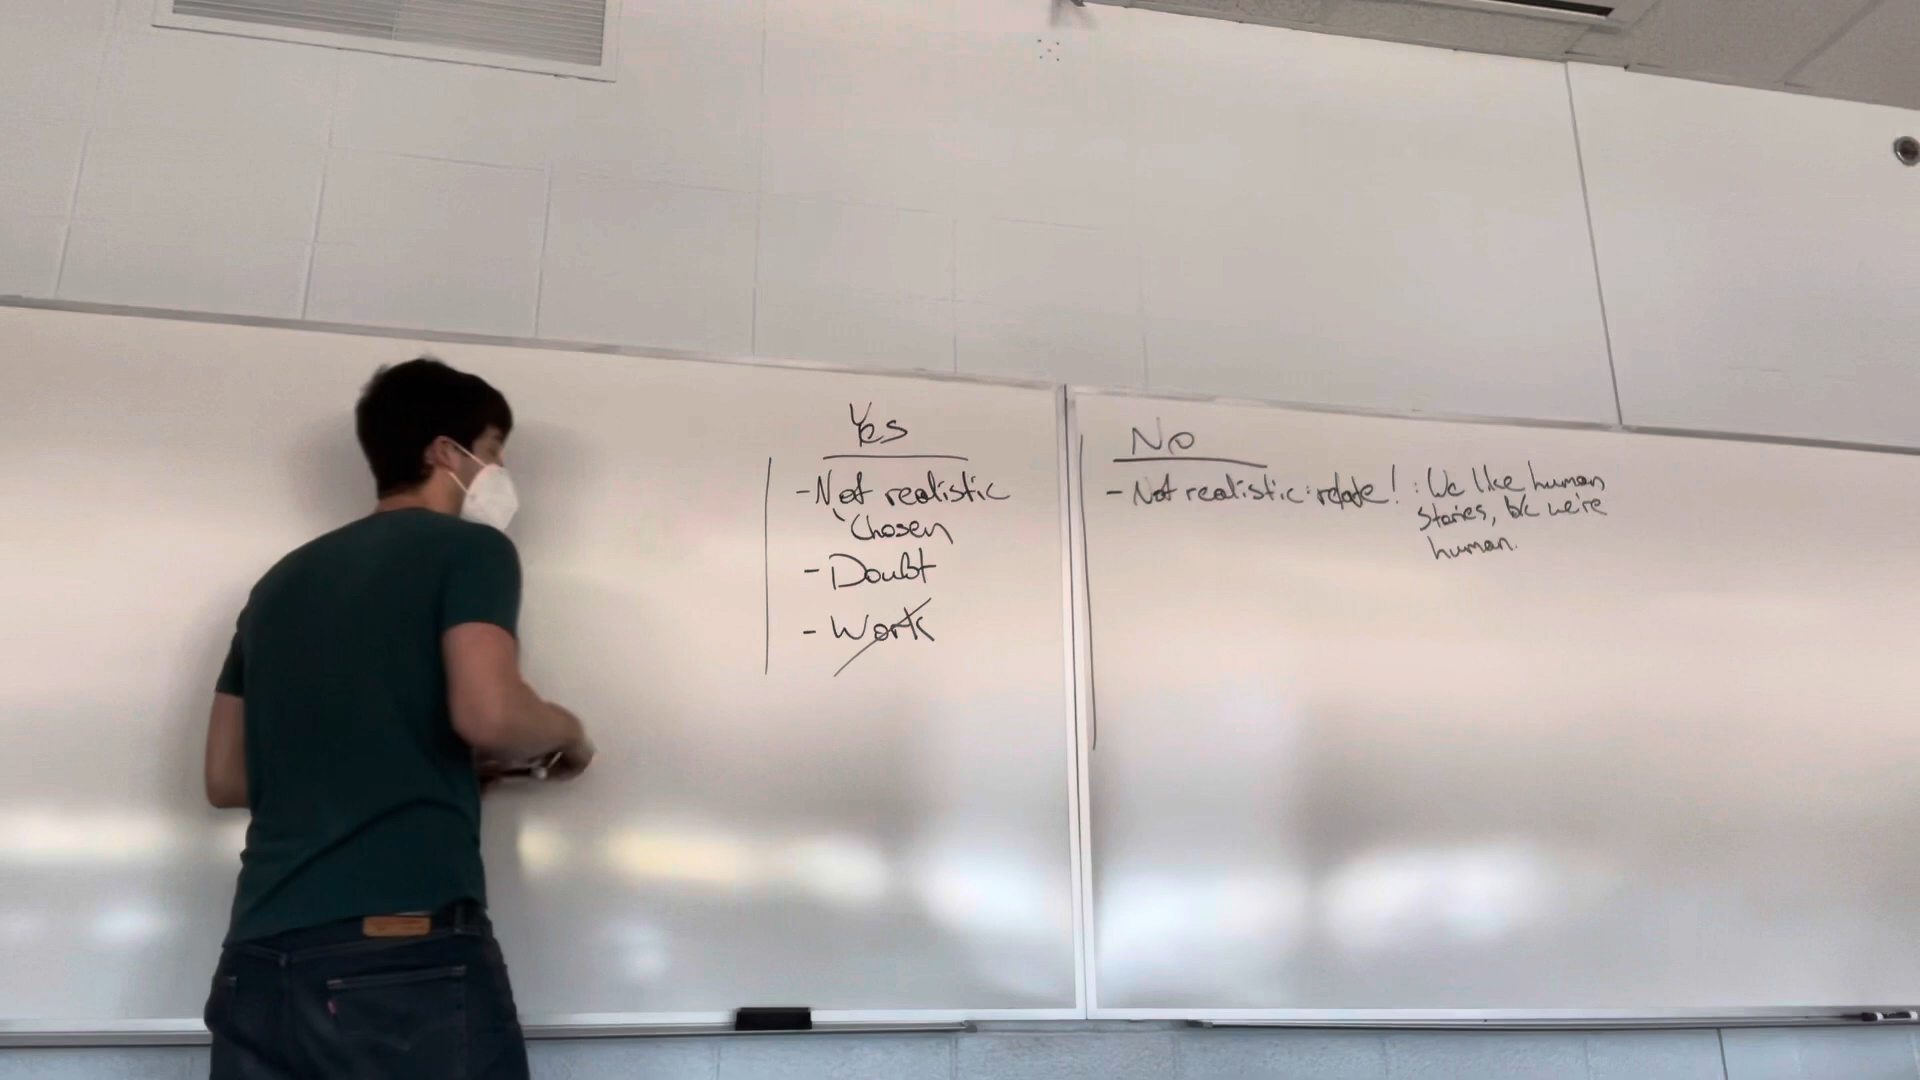 Yes
- Not realistic
Chosen
- Doubt
- Work
No
- Not realistic: relate! : We like human
stories, b/c we're
human.